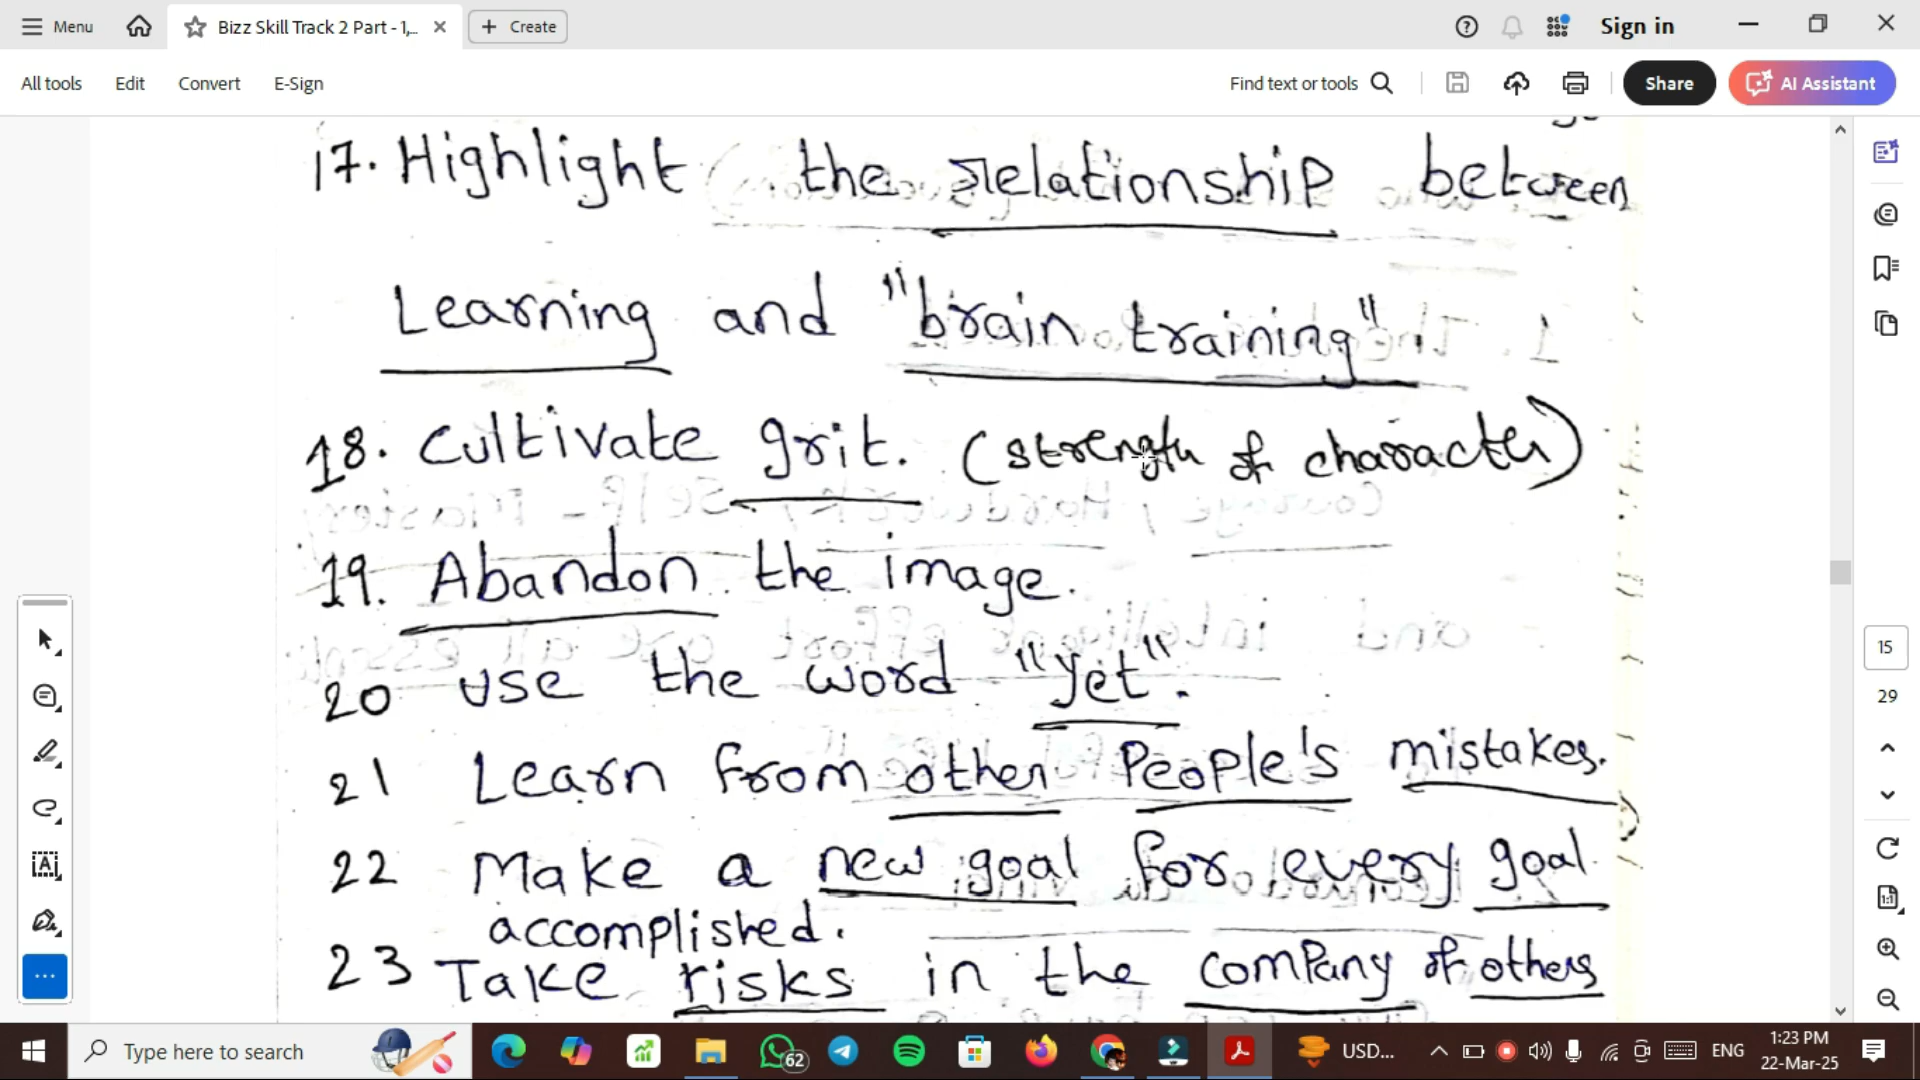 Menu
Bizz Skill Track 2 Part - 1,...
Create
Sign in
All tools
Edit
Convert
E-Sign
Find text or tools
Share
AI Assistant
17. Highlight the relationship between
Learning and "brain training".
18. Cultivate grit. (strength of character)
19. Abandon the image.
20 Use the word "Yet".
21 Learn from other People's mistakes.
22 Make a new goal for every goal
accomplished.
23 Take risks in the company of others
15
29
Type here to search
62
USD...
ENG
1:23 PM
22-Mar-25